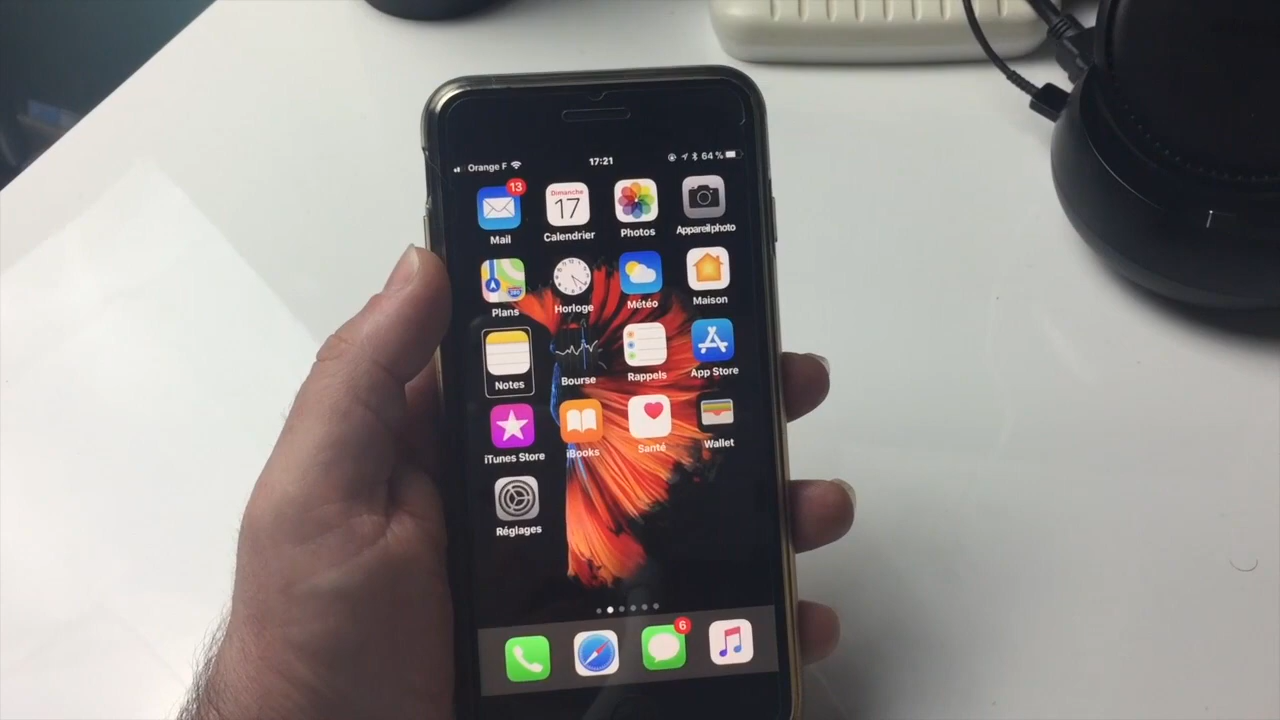 Orange F 17:21 64 %
13
Dimanche
17
Mail Calendrier Photos Appareil photo
Plans Horloge Météo Maison
Notes Bourse Rappels App Store
iTunes Store iBooks Santé Wallet
Réglages
6